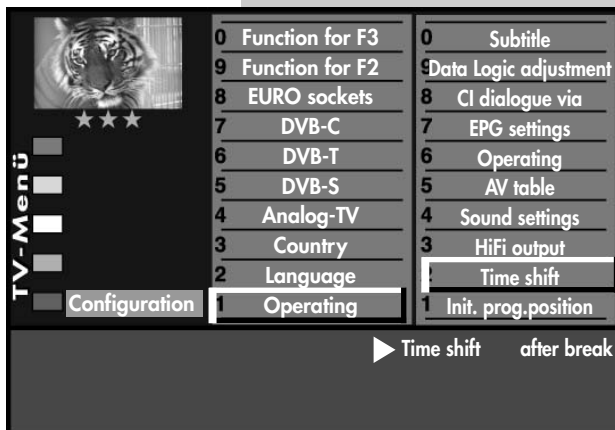 TV-Menü
Configuration
0 Function for F3
9 Function for F2
8 EURO sockets
7 DVB-C
6 DVB-T
5 DVB-S
4 Analog-TV
3 Country
2 Language
1 Operating
0 Subtitle
9 Data Logic adjustment
8 CI dialogue via
7 EPG settings
6 Operating
5 AV table
4 Sound settings
3 HiFi output
2 Time shift
1 Init. prog.position
Time shift after break